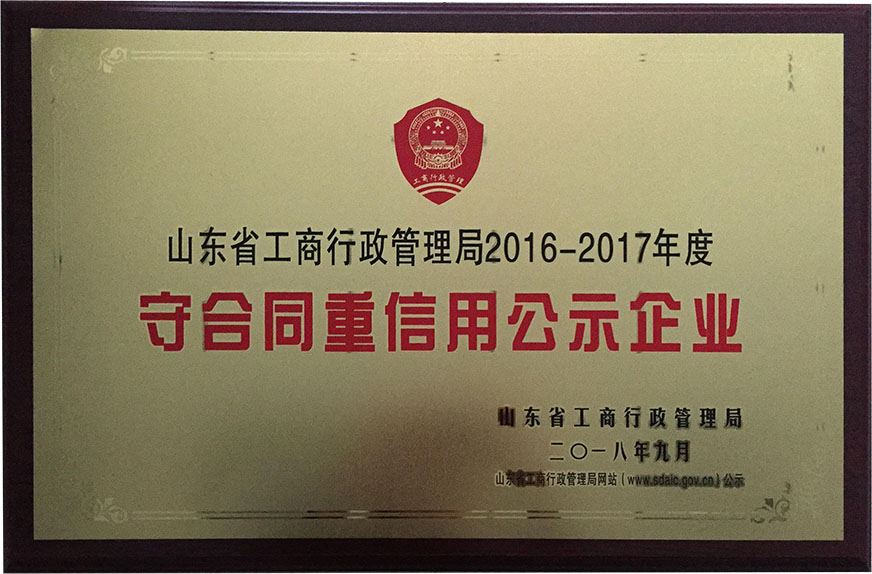 工商行政管理
山东省工商行政管理局2016-2017年度
守合同重信用公示企业
山东省工商行政管理局
二〇一八年九月
山东省工商行政管理局网站（www.sdaic.gov.cn）公示